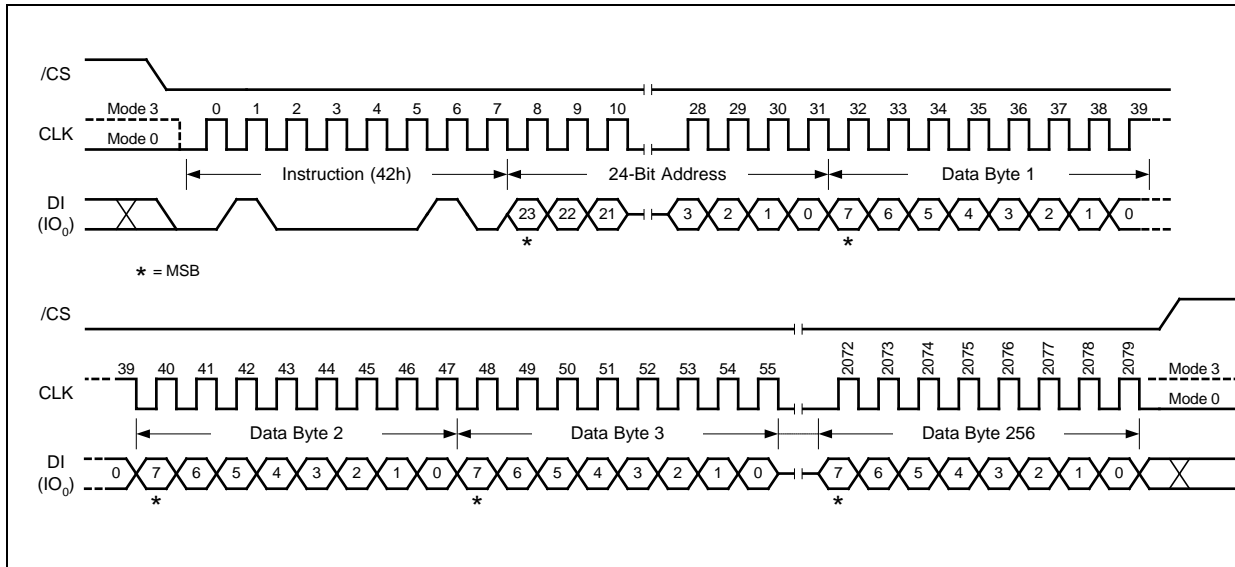 /CS
Mode 3 0 1 2 3 4 5 6 7 8 9 10 28 29 30 31 32 33 34 35 36 37 38 39
CLK Mode 0
Instruction (42h) 24-Bit Address Data Byte 1
DI
(IO0) 23 22 21 3 2 1 0 7 6 5 4 3 2 1 0
* *
* = MSB
/CS
39 40 41 42 43 44 45 46 47 48 49 50 51 52 53 54 55 2072 2073 2074 2075 2076 2077 2078 2079 Mode 3
CLK Mode 0
Data Byte 2 Data Byte 3 Data Byte 256
DI
(IO0) 0 7 6 5 4 3 2 1 0 7 6 5 4 3 2 1 0 7 6 5 4 3 2 1 0
* * *